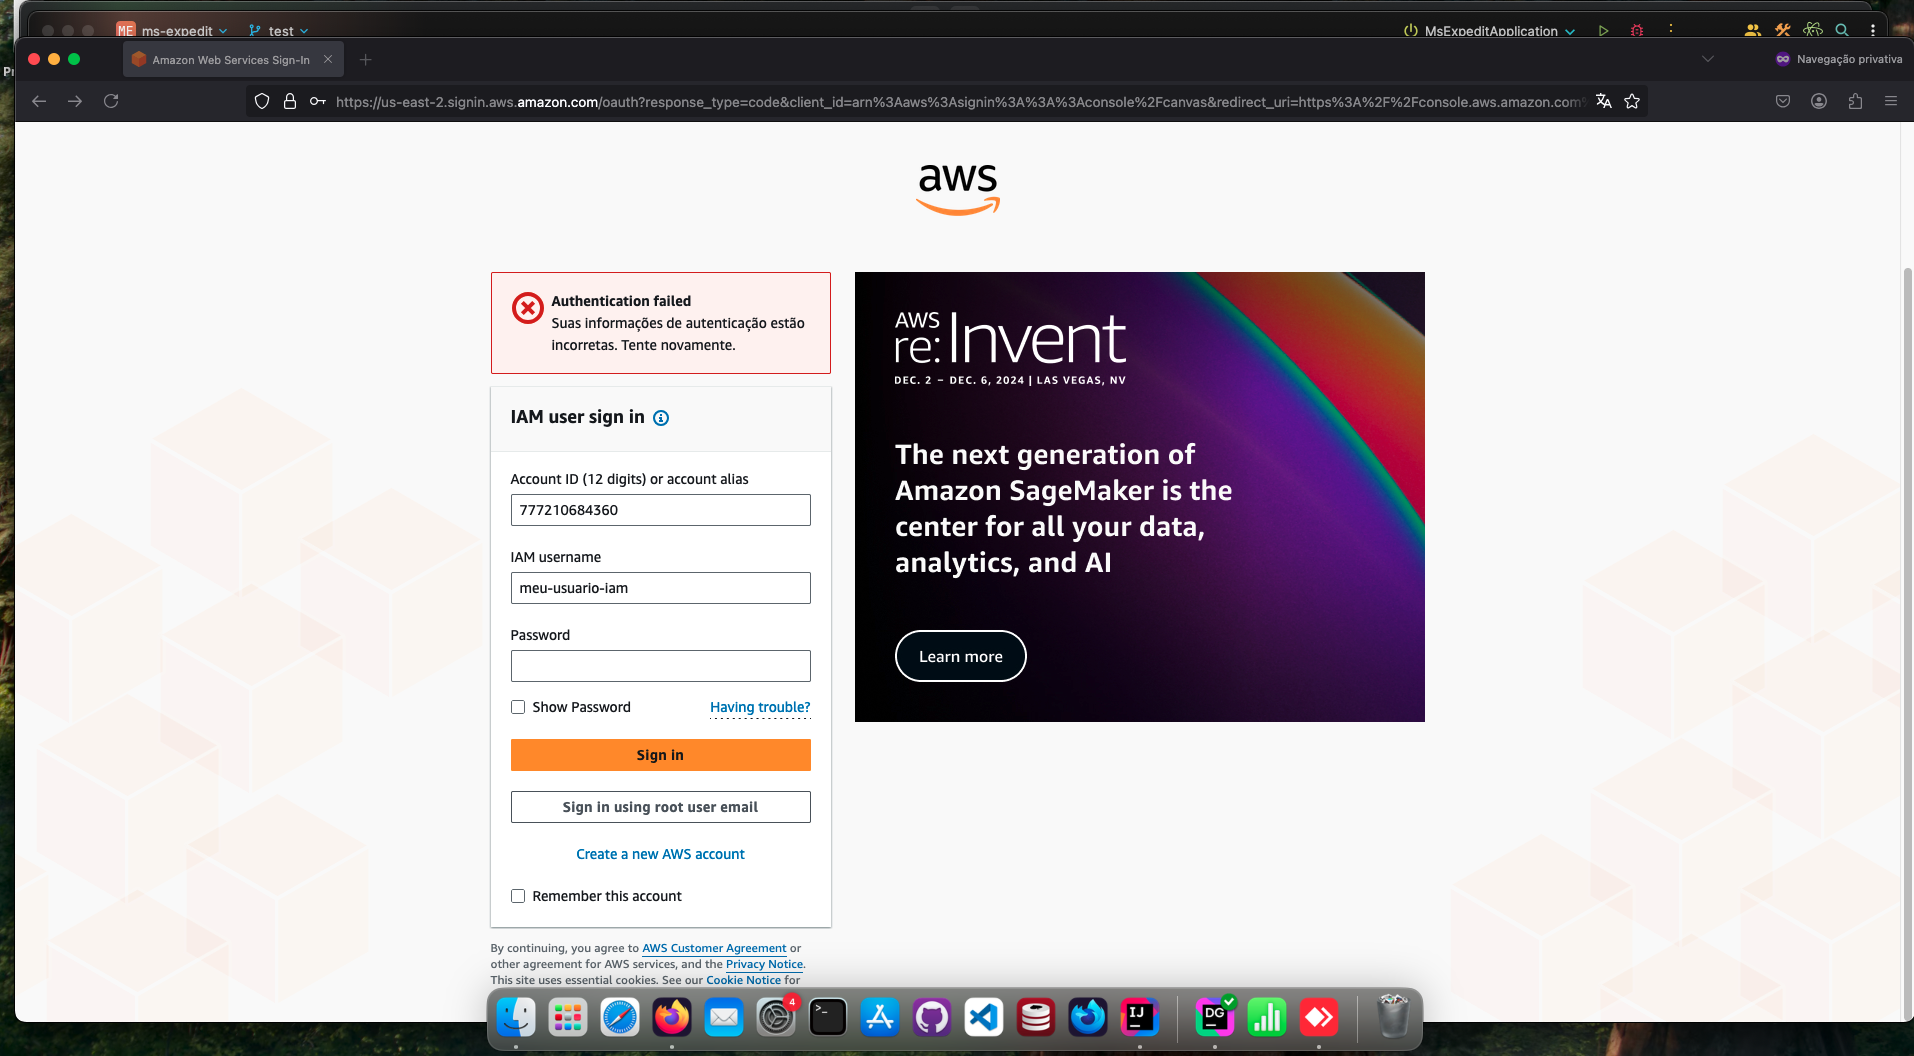 ME ms-expedit test MsExpeditApplication
Amazon Web Services Sign-In Navegação privativa
https://us-east-2.signin.aws.amazon.com/oauth?response_type=code&client_id=arn%3Aaws%3Asignin%3A%3A%3Aconsole%2Fcanvas&redirect_uri=https%3A%2F%2Fconsole.aws.amazon.com
aws
Authentication failed
Suas informações de autenticação estão
incorretas. Tente novamente.
IAM user sign in
Account ID (12 digits) or account alias
777210684360
IAM username
meu-usuario-iam
Password
Show Password Having trouble?
Sign in
Sign in using root user email
Create a new AWS account
Remember this account
By continuing, you agree to AWS Customer Agreement or
other agreement for AWS services, and the Privacy Notice.
This site uses essential cookies. See our Cookie Notice for
AWS
re:Invent
DEC. 2 – DEC. 6, 2024 | LAS VEGAS, NV
The next generation of
Amazon SageMaker is the
center for all your data,
analytics, and AI
Learn more
4
IJ
DG